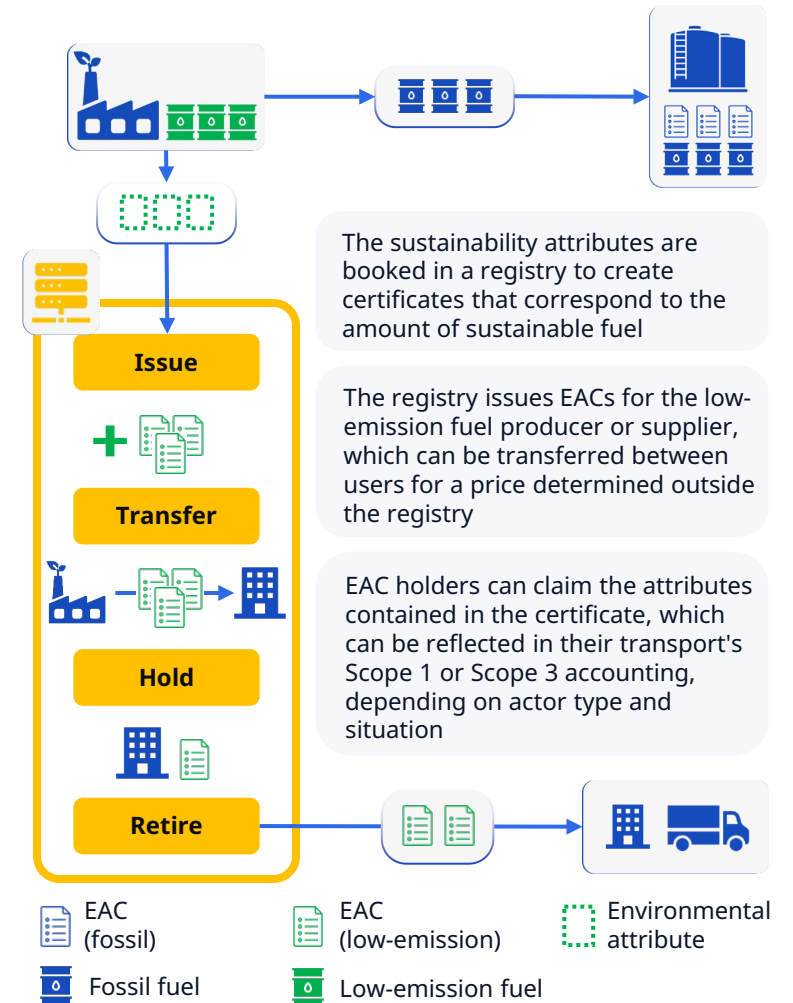 The sustainability attributes are
booked in a registry to create
certificates that correspond to the
amount of sustainable fuel
Issue
The registry issues EACs for the low-
emission fuel producer or supplier,
which can be transferred between
users for a price determined outside
the registry
Transfer
EAC holders can claim the attributes
contained in the certificate, which
can be reflected in their transport's
Scope 1 or Scope 3 accounting,
depending on actor type and
situation
Hold
Retire
EAC
(fossil)
EAC
(low-emission)
Environmental
attribute
Fossil fuel
Low-emission fuel